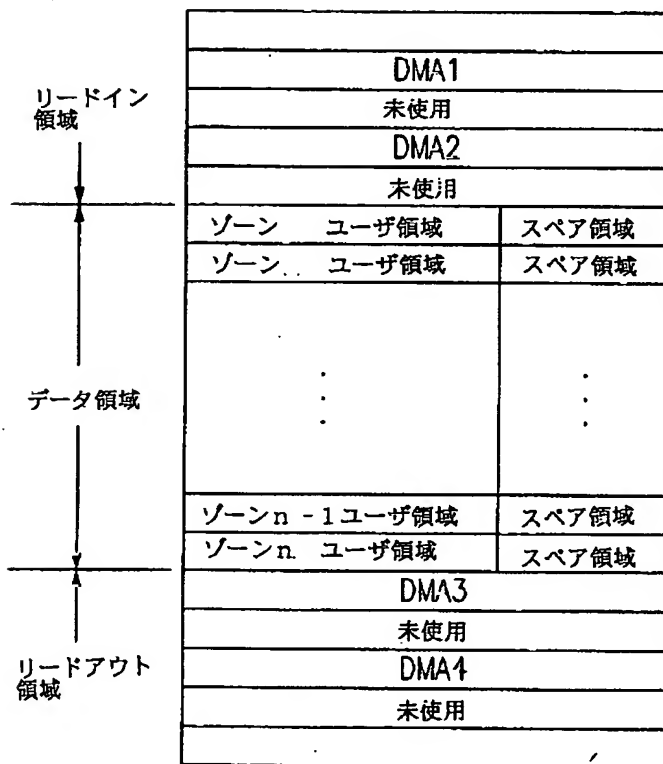 DMA1
リードイン
領域
未使用
DMA2
未使用
ゾーン ユーザ領域 スペア領域
ゾーン ユーザ領域 スペア領域
データ領域
ゾーンn-1ユーザ領域 スペア領域
ゾーンn ユーザ領域 スペア領域
DMA3
未使用
リードアウト
領域
DMA4
未使用